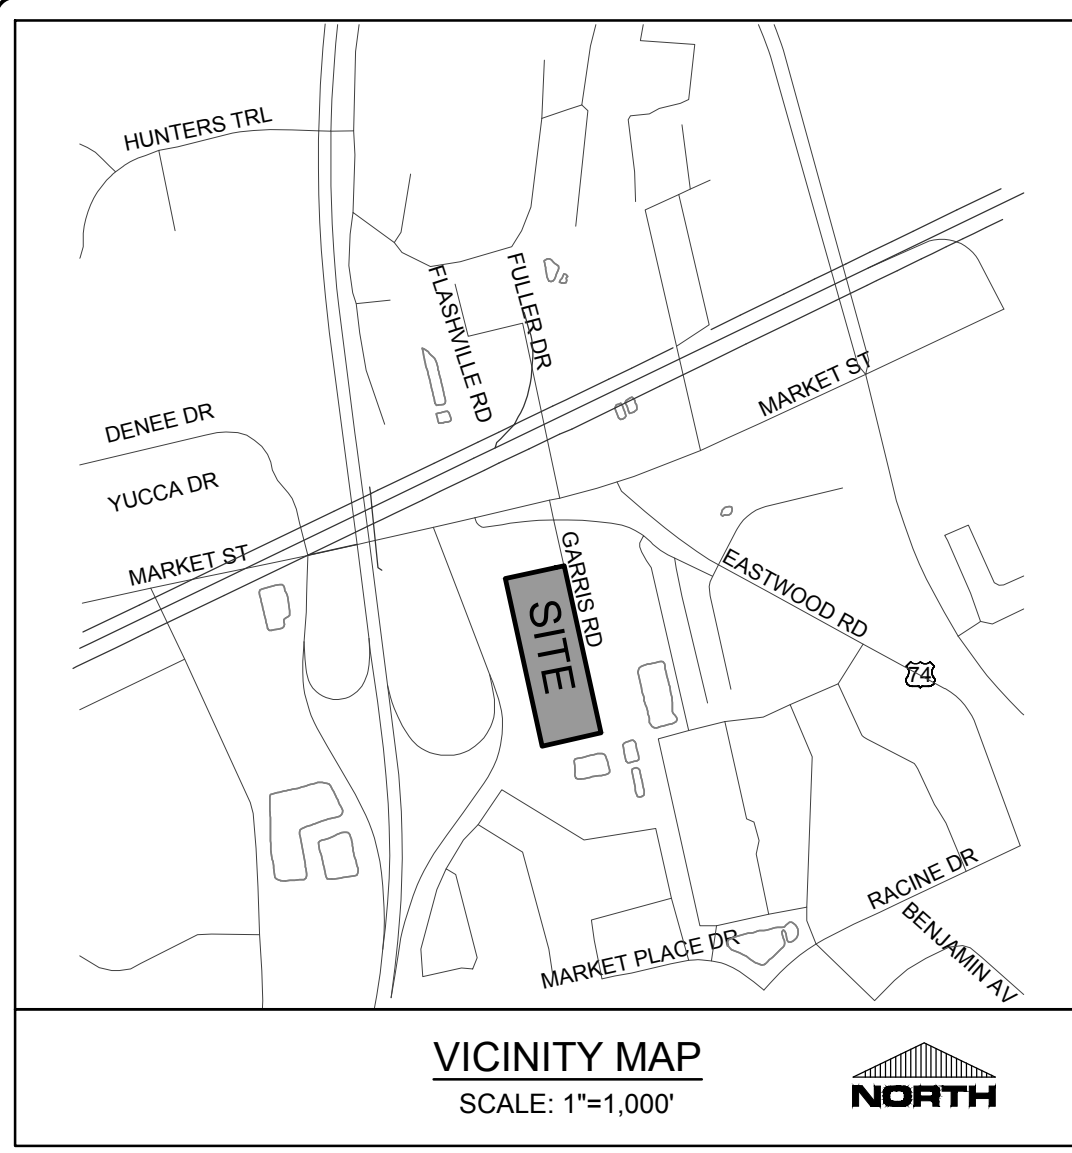 HUNTERS TRL
FLASHVILLE RD
FULLER DR
MARKET ST
DENEE DR
YUCCA DR
MARKET ST
GARRIS RD
SITE
EASTWOOD RD
74
RACINE DR
BENJAMIN AV
MARKET PLACE DR
VICINITY MAP
SCALE: 1"=1,000'
NORTH